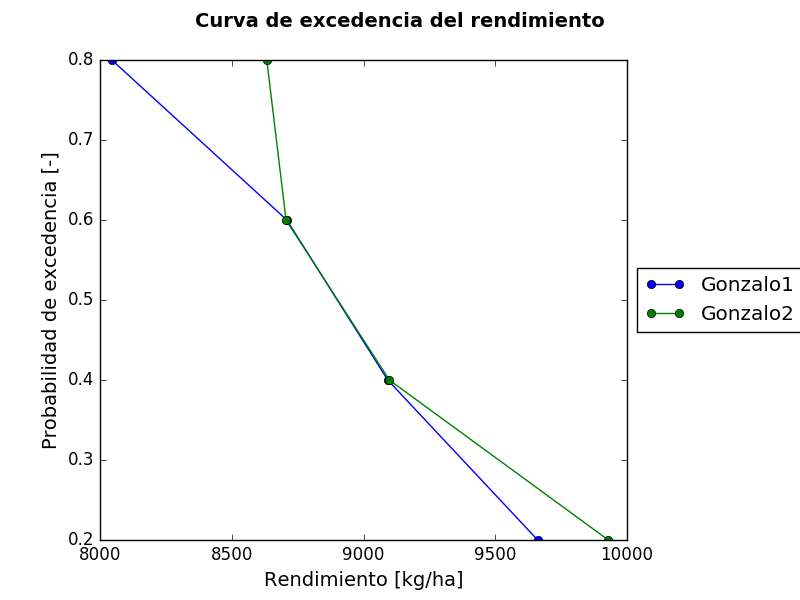 Curva de excedencia del rendimiento
Probabilidad de excedencia [-]
0.8
0.7
0.6
0.5
0.4
0.3
0.2
8000 8500 9000 9500 10000
Rendimiento [kg/ha]
Gonzalo1
Gonzalo2